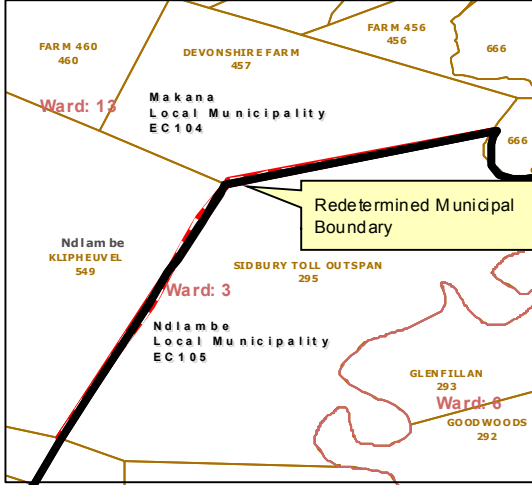 FARM 456
456
FARM 460
460
DEVONSHIRE FARM
457
666
Ward: 13
Makana
Local Municipality
EC104
666
Redetermined Municipal
Boundary
Ndlambe
KLIPHEUVEL
549
SIDBURY TOLL OUTSPAN
295
Ward: 3
Ndlambe
Local Municipality
EC105
GLENFILLAN
293
Ward: 6
GOODWOODS
292